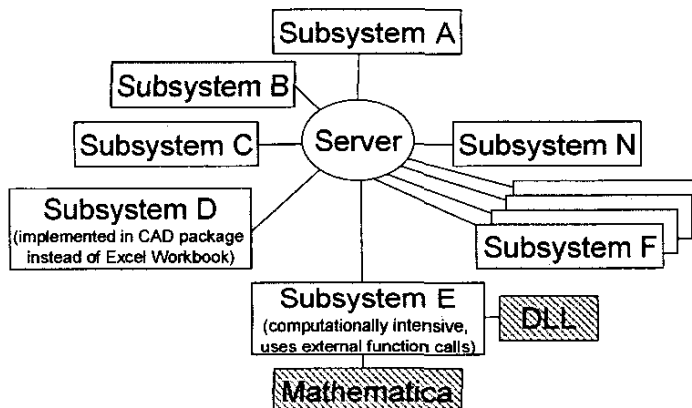 Subsystem A
Subsystem B
Subsystem C
Server
Subsystem N
Subsystem D
(implemented in CAD package
instead of Excel Workbook)
Subsystem F
Subsystem E
(computationally intensive,
uses external function calls)
DLL
Mathematica